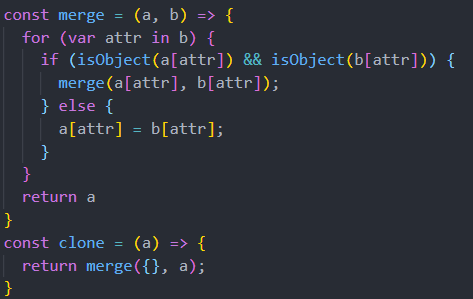 const merge = (a, b) => {
  for (var attr in b) {
    if (isObject(a[attr]) && isObject(b[attr])) {
      merge(a[attr], b[attr]);
    } else {
      a[attr] = b[attr];
    }
  }
  return a
}
const clone = (a) => {
  return merge({}, a);
}